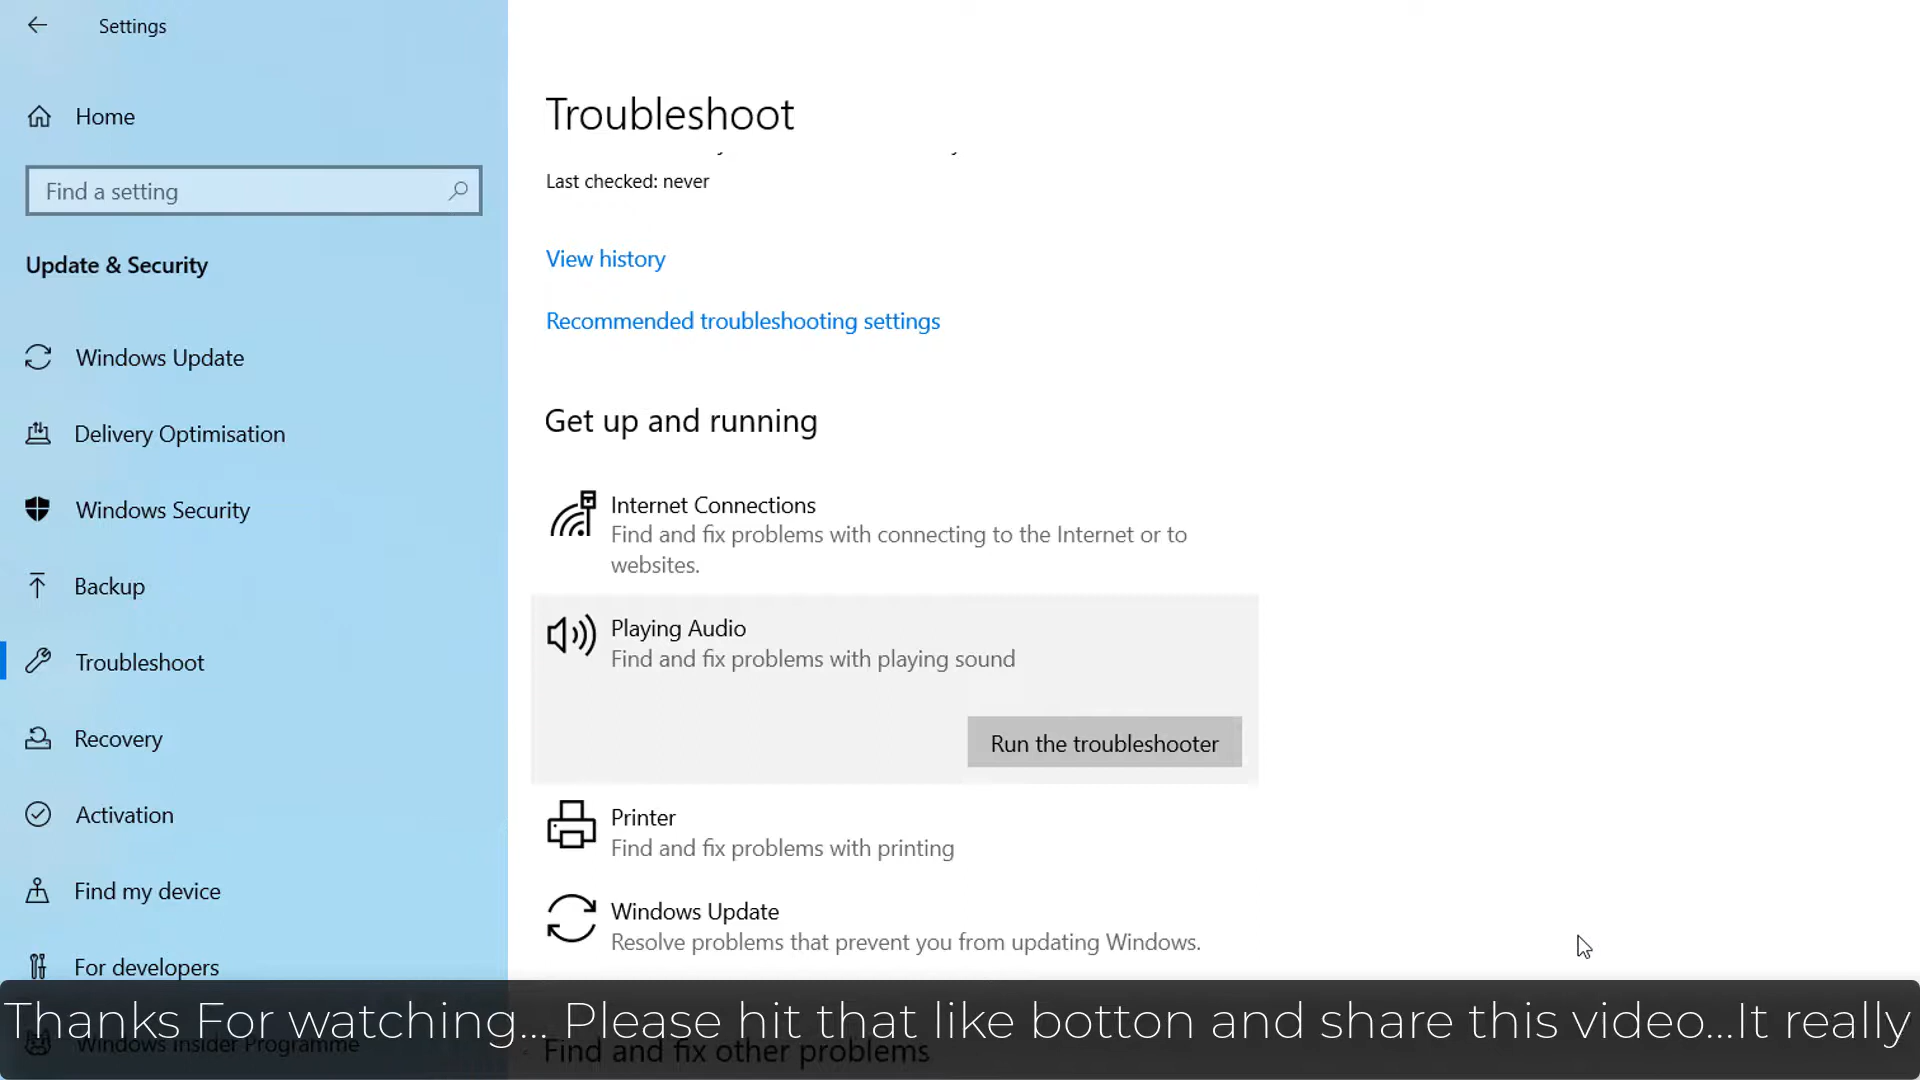 Settings
Home
Find a setting
Update & Security
Windows Update
Delivery Optimisation
Windows Security
Backup
Troubleshoot
Recovery
Activation
Find my device
For developers
Windows Insider Programme
Troubleshoot
Last checked: never
View history
Recommended troubleshooting settings
Get up and running
Internet Connections
Find and fix problems with connecting to the Internet or to
websites.
Playing Audio
Find and fix problems with playing sound
Run the troubleshooter
Printer
Find and fix problems with printing
Windows Update
Resolve problems that prevent you from updating Windows.
Find and fix other problems
Thanks For watching... Please hit that like botton and share this video...It really